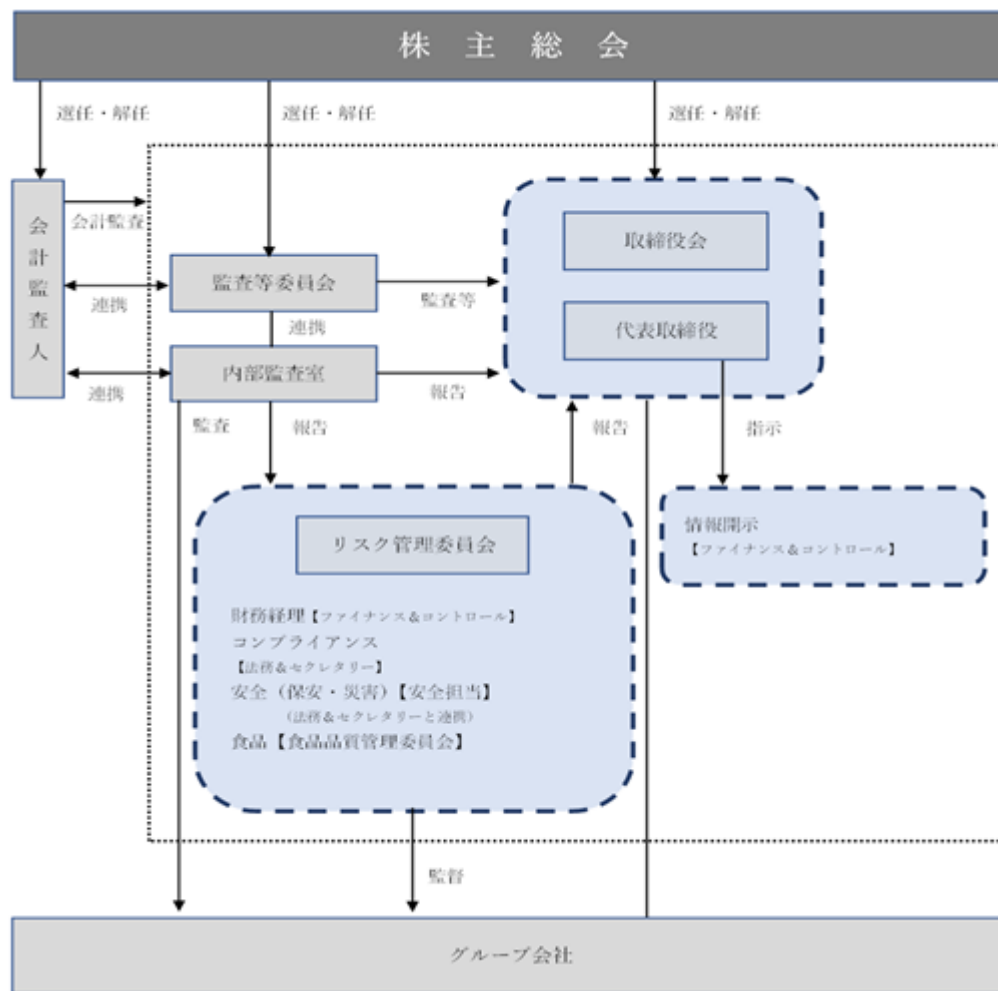 株主総会
選任・解任
選任・解任
選任・解任
会計監査人
会計監査
取締役会
監査等委員会
監査等
連携
連携
代表取締役
内部監査室
報告
連携
監査
報告
報告
指示
リスク管理委員会
情報開示
【ファイナンス&コントロール】
財務経理【ファイナンス&コントロール】
コンプライアンス
【法務&セクレタリー】
安全（保安・災害）【安全担当】
（法務&セクレタリーと連携）
食品【食品品質管理委員会】
監督
グループ会社